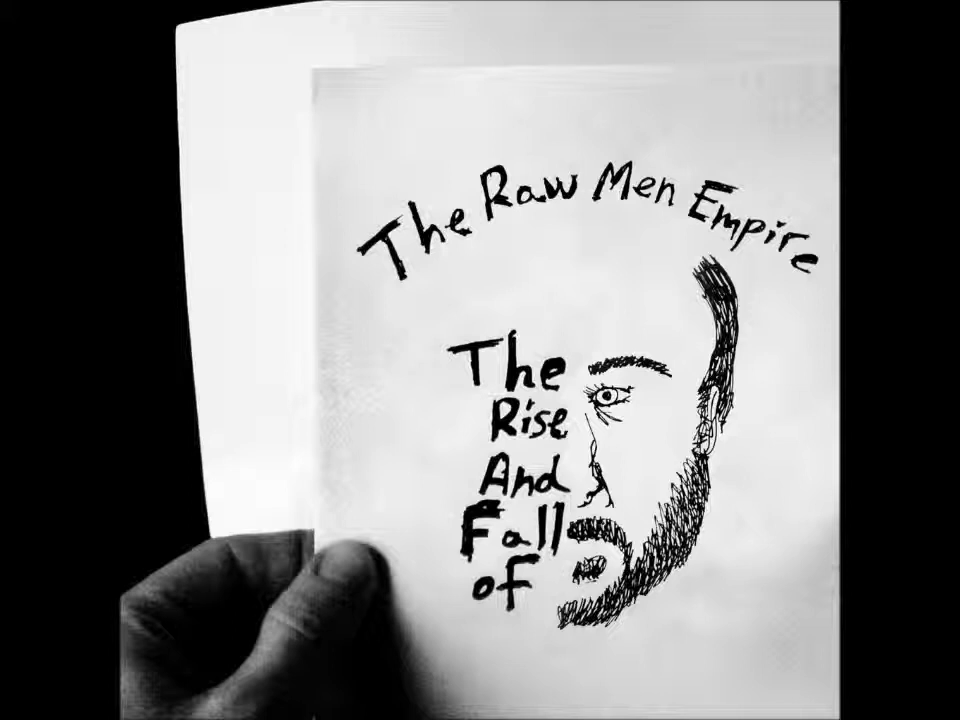 The Raw Men Empire
The
Rise
And
Fall
of